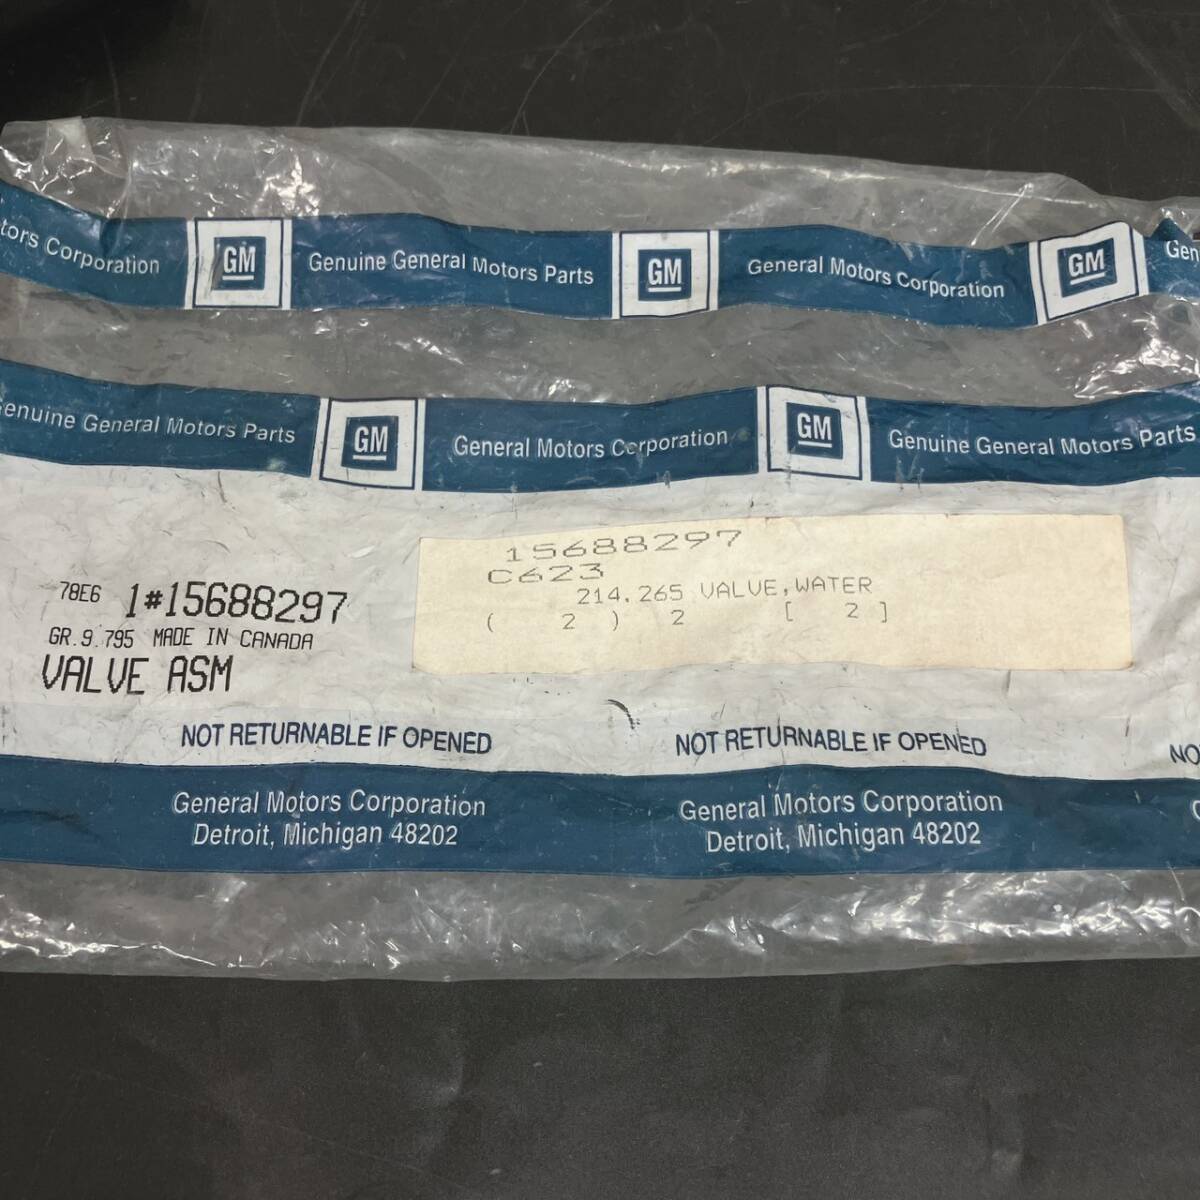 tors Corporation GM Genuine General Motors Parts GM General Motors Corporation GM Gen
enuine General Motors Parts GM General Motors Corporation GM Genuine General Motors Parts
15688297
C623
214.265 VALVE,WATER
( 2 ) 2 [ 2 ]
78E6 1#15688297
GR.9.795 MADE IN CANADA
VALVE ASM
NOT RETURNABLE IF OPENED NOT RETURNABLE IF OPENED NO
General Motors Corporation General Motors Corporation
Detroit, Michigan 48202 Detroit, Michigan 48202